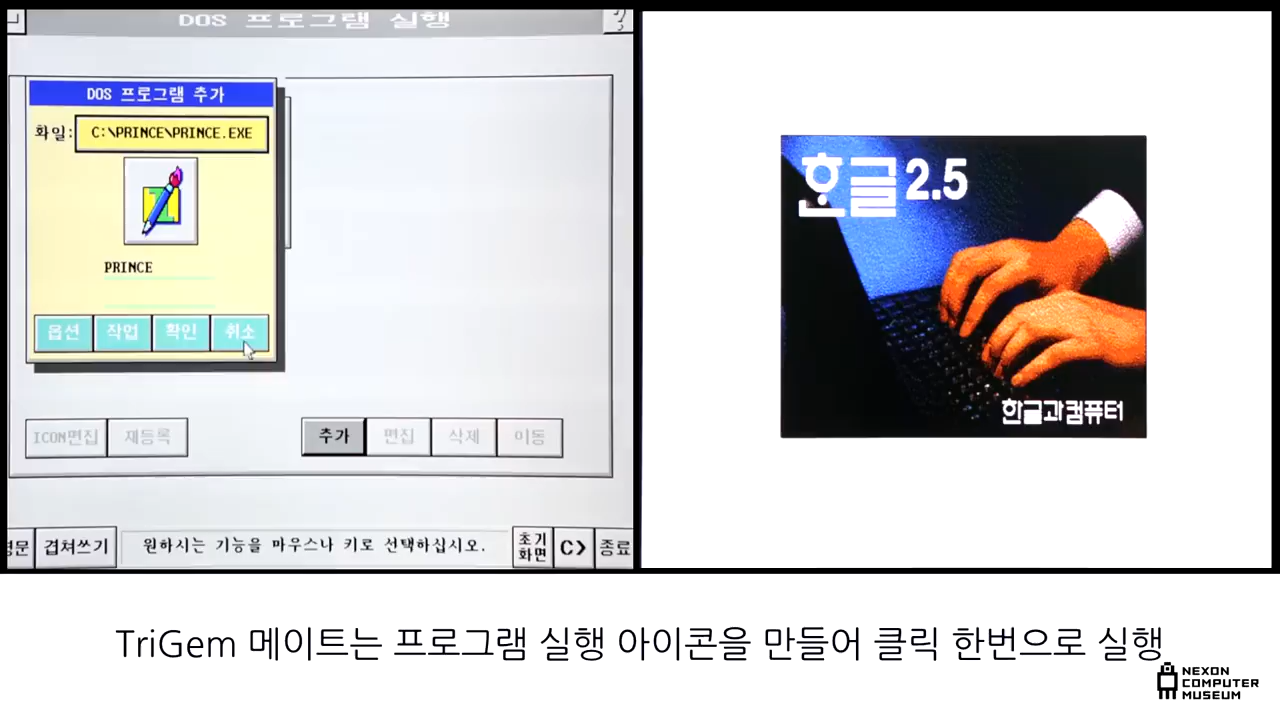 DOS 프로그램 실행
?
DOS 프로그램 추가
화일: C:\PRINCE\PRINCE.EXE
PRINCE
옵션 작업 확인 취소
ICON편집 재등록 추가 편집 삭제 이동
겹쳐쓰기 원하시는 기능을 마우스나 키로 선택하십시오. 초기화면 C> 종료
한글 2.5
한글과컴퓨터
TriGem 메이트는 프로그램 실행 아이콘을 만들어 클릭 한번으로 실행
NEXON
COMPUTER
MUSEUM